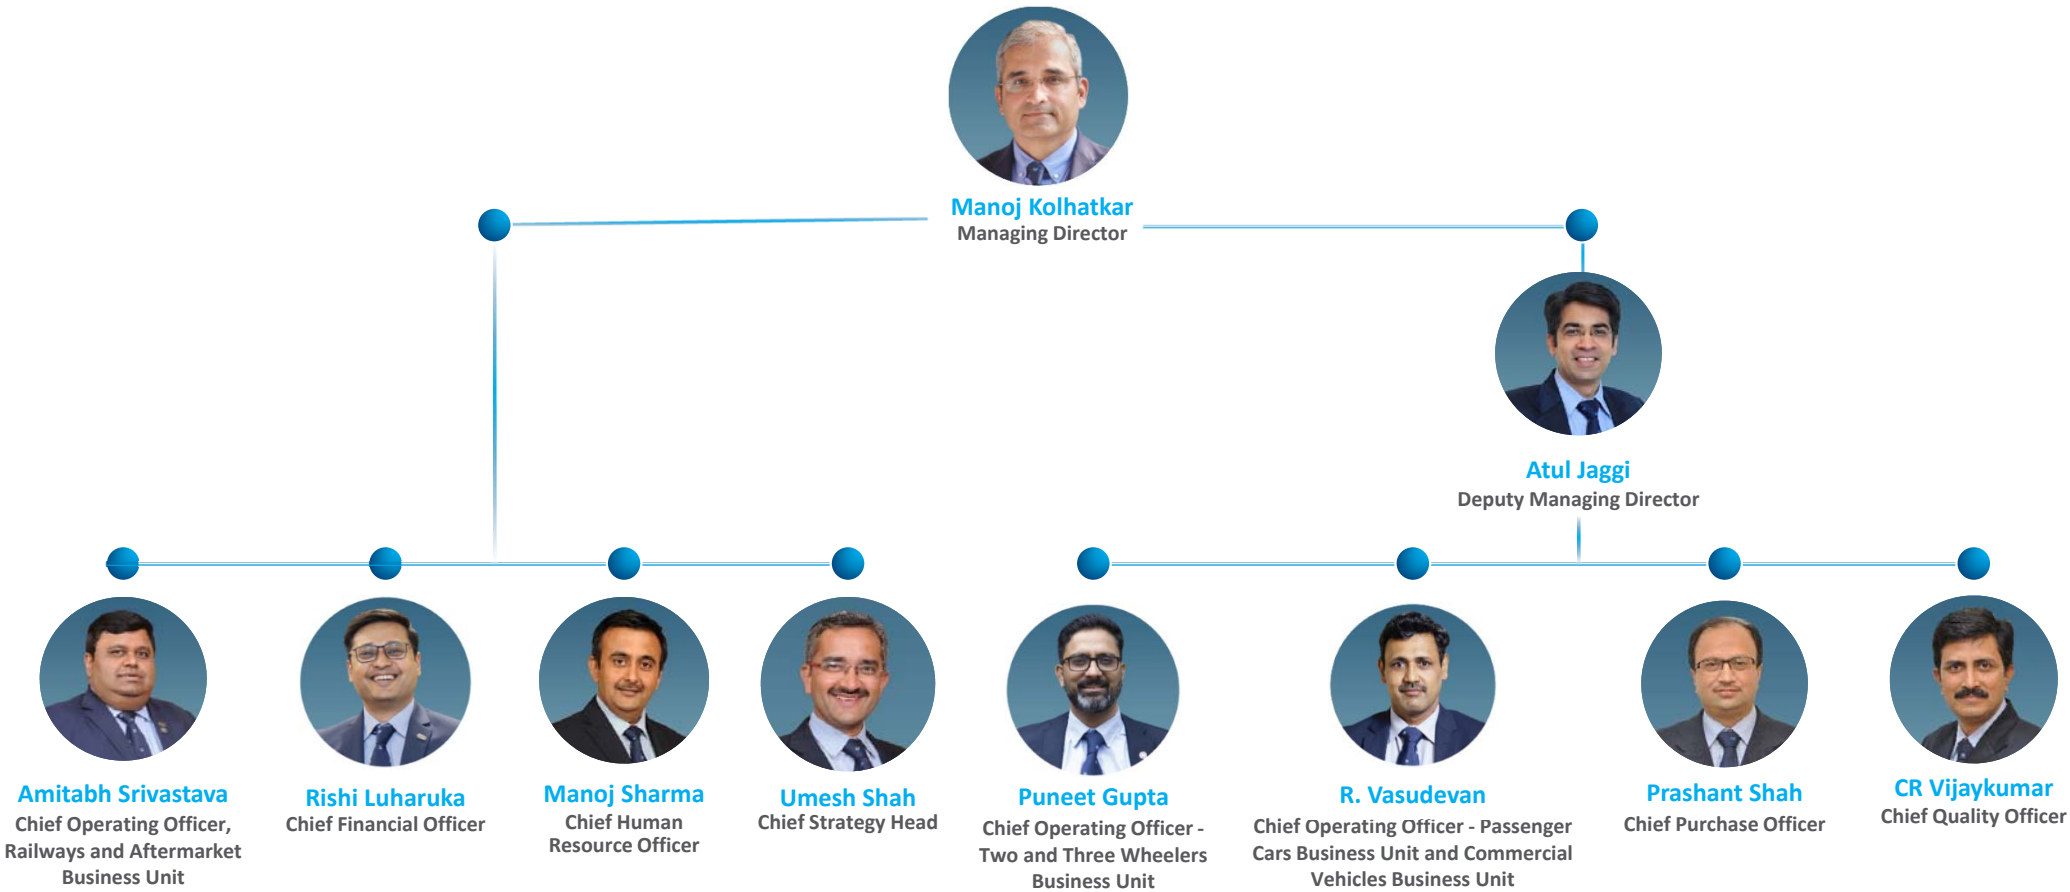 Manoj Kolhatkar
Managing Director
Atul Jaggi
Deputy Managing Director
Amitabh Srivastava
Chief Operating Officer,
Railways and Aftermarket
Business Unit
Rishi Luharuka
Chief Financial Officer
Manoj Sharma
Chief Human
Resource Officer
Umesh Shah
Chief Strategy Head
Puneet Gupta
Chief Operating Officer -
Two and Three Wheelers
Business Unit
R. Vasudevan
Chief Operating Officer - Passenger
Cars Business Unit and Commercial
Vehicles Business Unit
Prashant Shah
Chief Purchase Officer
CR Vijaykumar
Chief Quality Officer